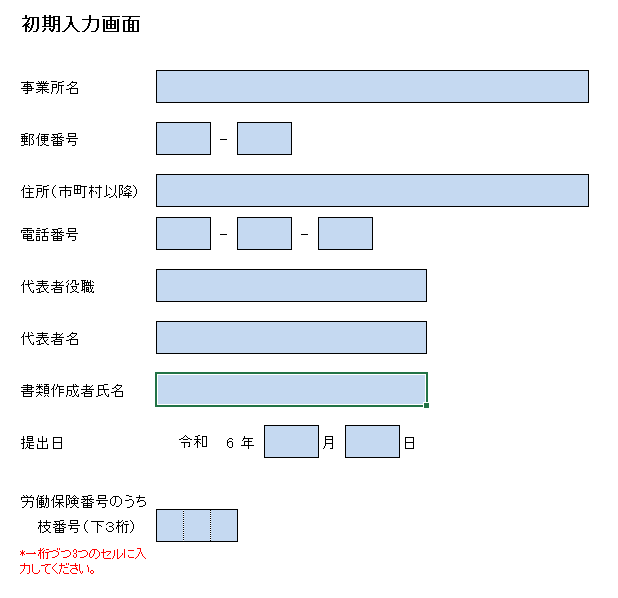 初期入力画面
事業所名
郵便番号 -
住所(市町村以降)
電話番号 - -
代表者役職
代表者名
書類作成者氏名
提出日 令和 6 年 月 日
労働保険番号のうち
枝番号(下3桁)
*一桁づつ3つのセルに入
力してください。